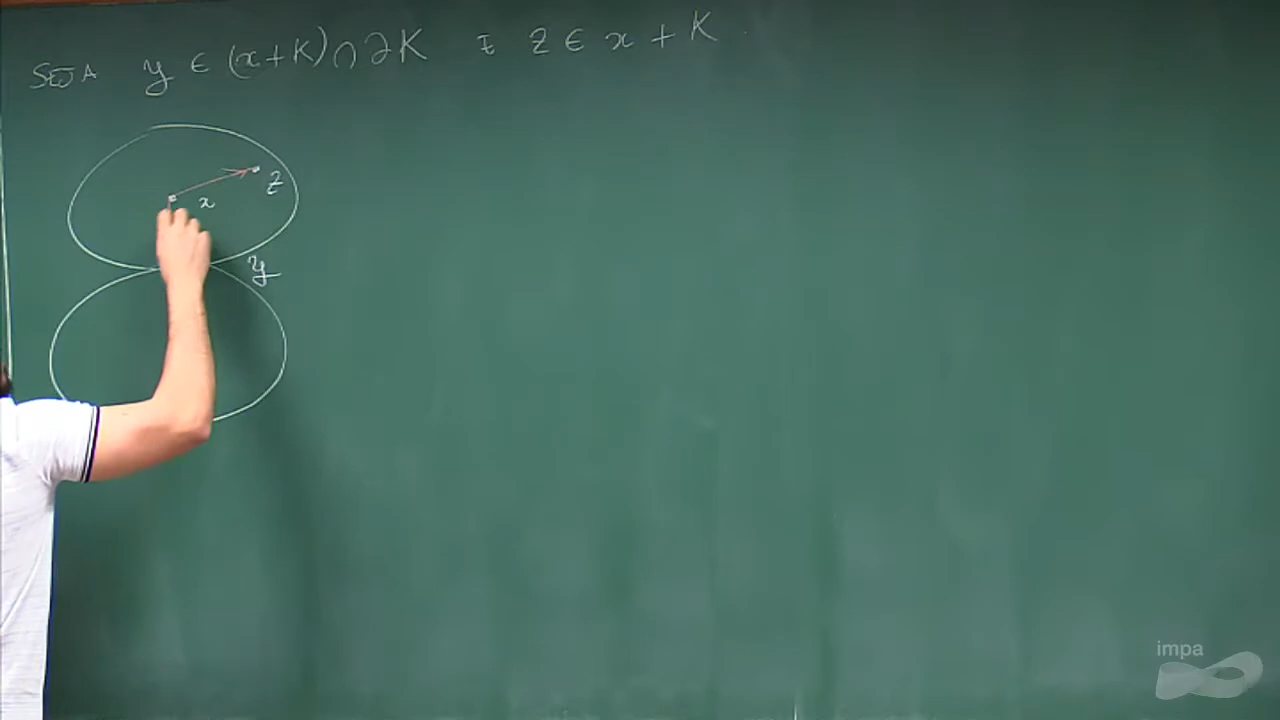 SEJA y ∈ (x+K)∩∂K E z ∈ x + K
z
x
y
impa